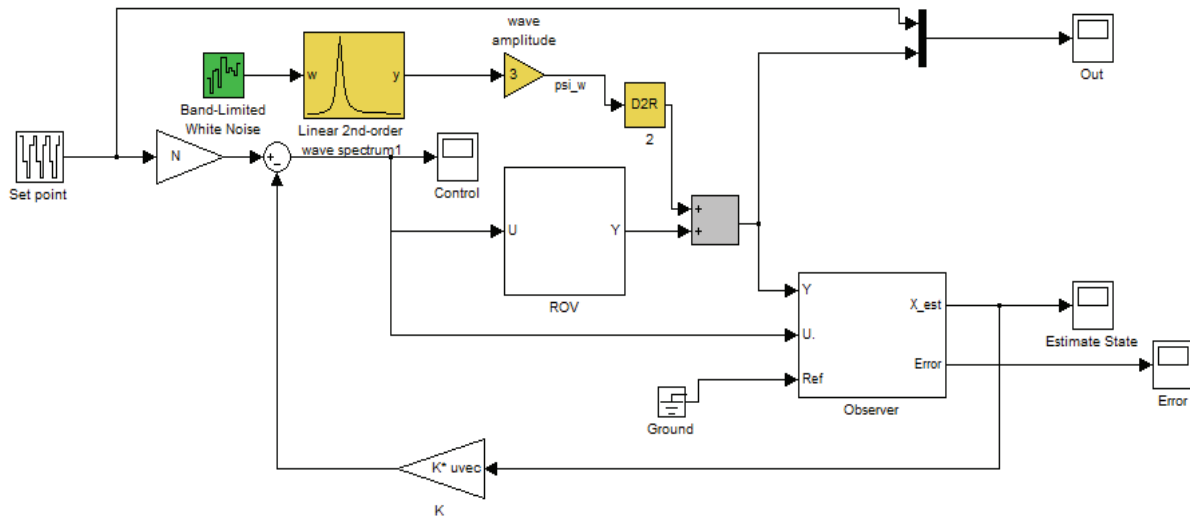 wave
amplitude
w
y
3
psi_w
D2R
2
Band-Limited
White Noise
Linear 2nd-order
wave spectrum1
Out
Set point
N
+
-
Control
U
Y
ROV
+
+
Y
U.
Ref
X_est
Error
Observer
Estimate State
Error
Ground
K* uvec
K